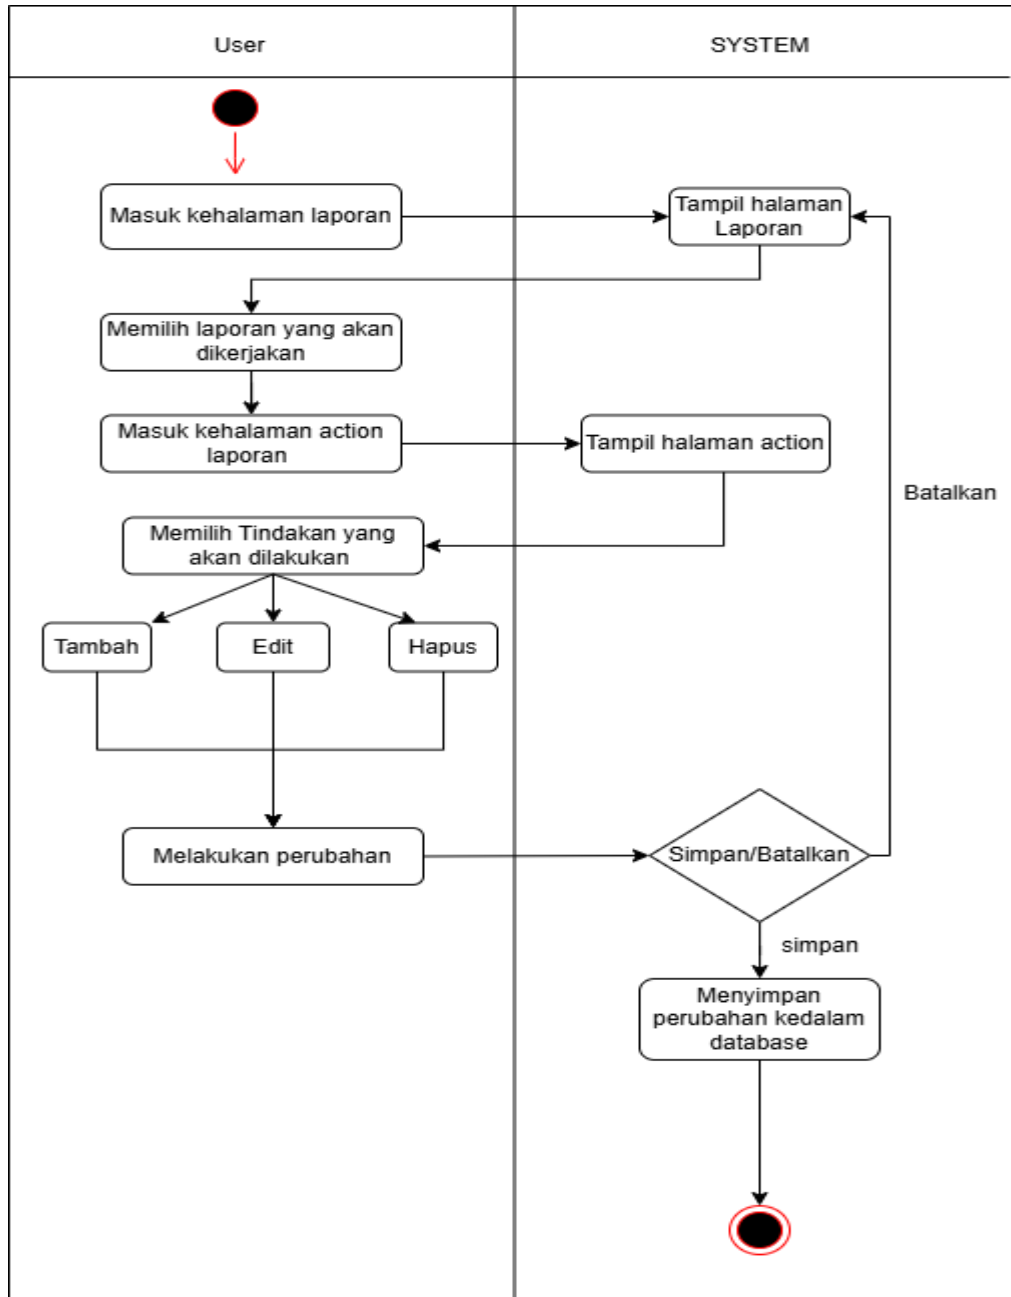 User
SYSTEM
Masuk kehalaman laporan
Tampil halaman
Laporan
Memilih laporan yang akan
dikerjakan
Masuk kehalaman action
laporan
Tampil halaman action
Batalkan
Memilih Tindakan yang
akan dilakukan
Tambah
Edit
Hapus
Melakukan perubahan
Simpan/Batalkan
simpan
Menyimpan
perubahan kedalam
database